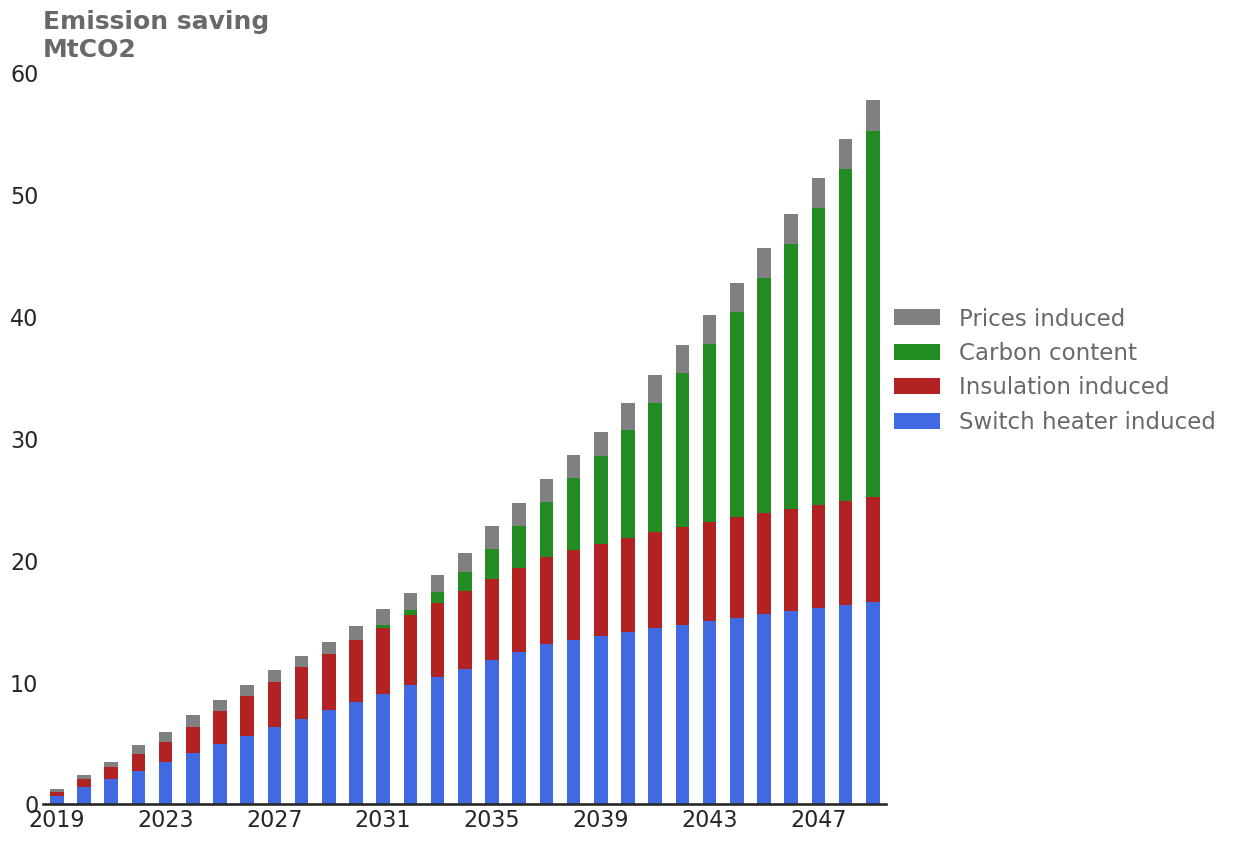 Emission saving
MtCO2
60
50
40
30
20
10
0
2019 2023 2027 2031 2035 2039 2043 2047
Prices induced
Carbon content
Insulation induced
Switch heater induced